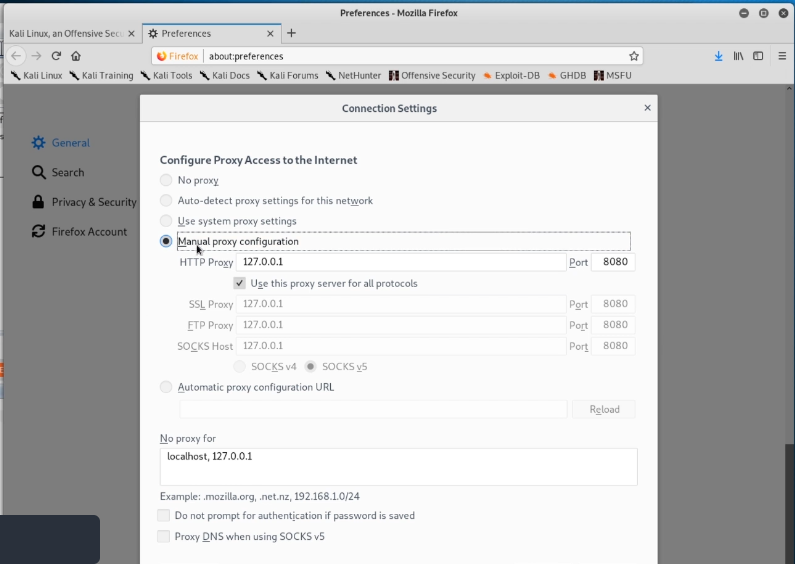 Preferences - Mozilla Firefox
Kali Linux, an Offensive Secu
Preferences
Firefox about:preferences
Kali Linux Kali Training Kali Tools Kali Docs Kali Forums NetHunter Offensive Security Exploit-DB GHDB MSFU
Connection Settings
General
Search
Privacy & Security
Firefox Account
Configure Proxy Access to the Internet
No proxy
Auto-detect proxy settings for this network
Use system proxy settings
Manual proxy configuration
HTTP Proxy 127.0.0.1 Port 8080
Use this proxy server for all protocols
SSL Proxy 127.0.0.1 Port 8080
FTP Proxy 127.0.0.1 Port 8080
SOCKS Host 127.0.0.1 Port 8080
SOCKS v4 SOCKS v5
Automatic proxy configuration URL
Reload
No proxy for
localhost, 127.0.0.1
Example: .mozilla.org, .net.nz, 192.168.1.0/24
Do not prompt for authentication if password is saved
Proxy DNS when using SOCKS v5